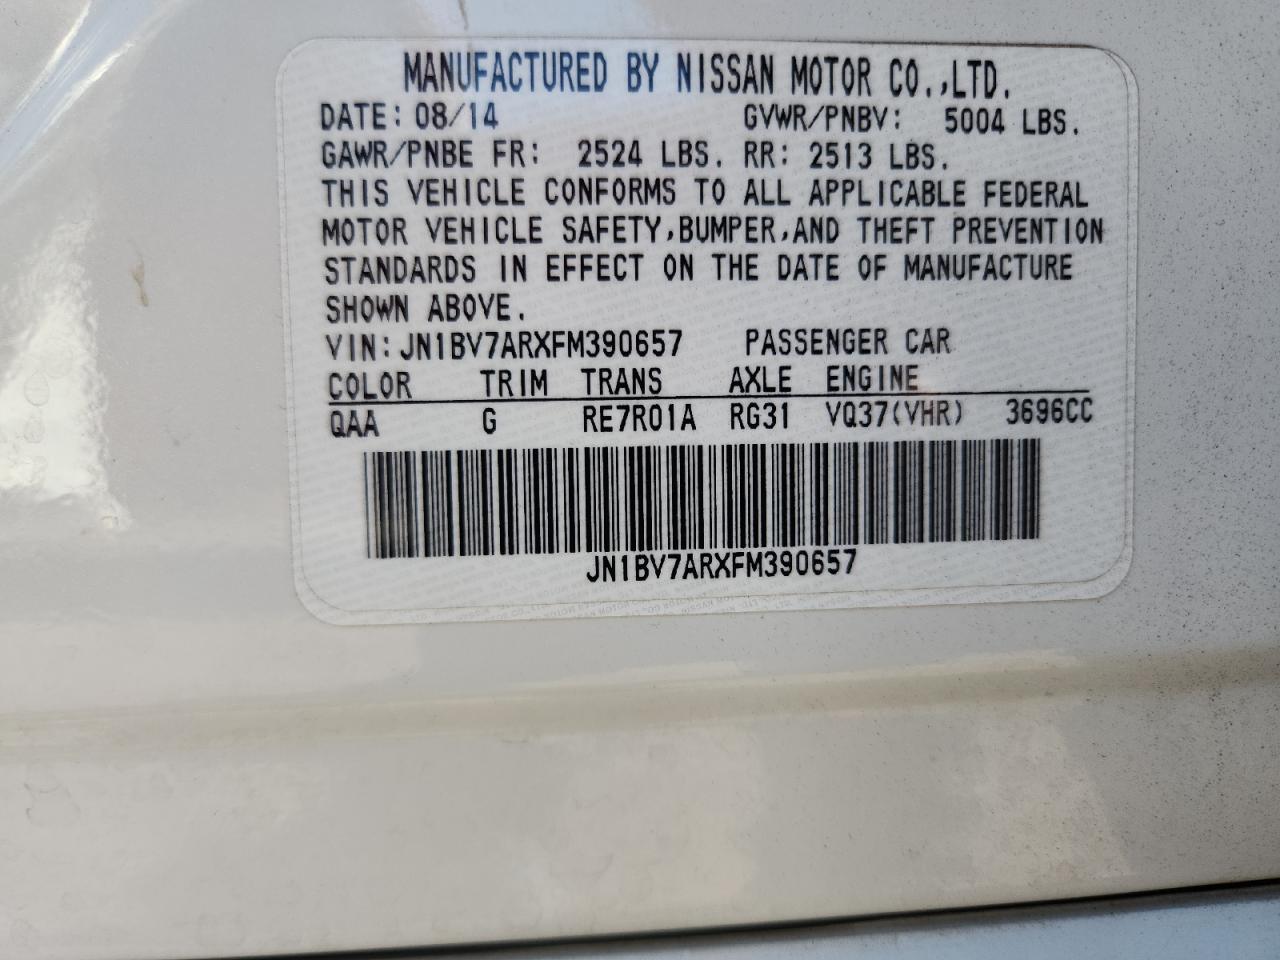 MANUFACTURED BY NISSAN MOTOR CO.,LTD.
DATE: 08/14 GVWR/PNBV: 5004 LBS.
GAWR/PNBE FR: 2524 LBS. RR: 2513 LBS.
THIS VEHICLE CONFORMS TO ALL APPLICABLE FEDERAL
MOTOR VEHICLE SAFETY,BUMPER,AND THEFT PREVENTION
STANDARDS IN EFFECT ON THE DATE OF MANUFACTURE
SHOWN ABOVE.
VIN: JN1BV7ARXFM390657 PASSENGER CAR
COLOR TRIM TRANS AXLE ENGINE
QAA G RE7R01A RG31 VQ37(VHR) 3696CC
JN1BV7ARXFM390657